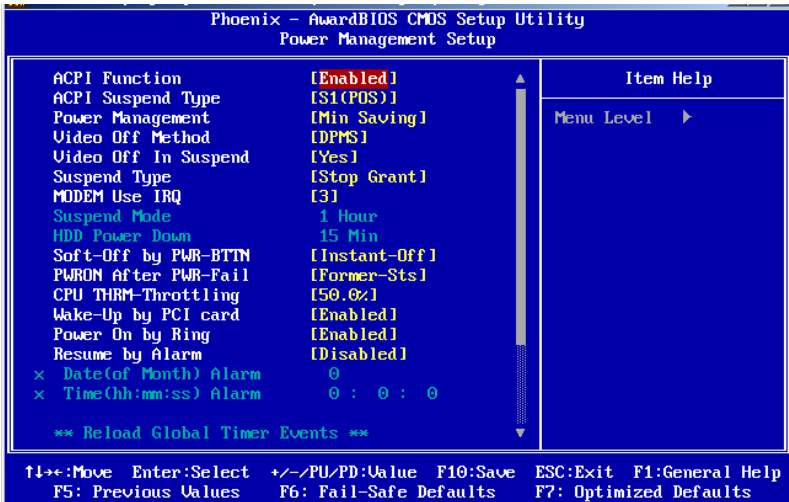 Phoenix - AwardBIOS CMOS Setup Utility
Power Management Setup
ACPI Function [Enabled]
Item Help
ACPI Suspend Type [S1(POS)]
Power Management [Min Saving]
Menu Level ▶
Video Off Method [DPMS]
Video Off In Suspend [Yes]
Suspend Type [Stop Grant]
MODEM Use IRQ [3]
Suspend Mode 1 Hour
HDD Power Down 15 Min
Soft-Off by PWR-BTTN [Instant-Off]
PWRON After PWR-Fail [Former-Sts]
CPU THRM-Throttling [50.0%]
Wake-Up by PCI card [Enabled]
Power On by Ring [Enabled]
Resume by Alarm [Disabled]
x Date(of Month) Alarm 0
x Time(hh:mm:ss) Alarm 0 : 0 : 0
** Reload Global Timer Events **
↑↓→←:Move Enter:Select +/-/PU/PD:Value F10:Save ESC:Exit F1:General Help
F5: Previous Values F6: Fail-Safe Defaults F7: Optimized Defaults